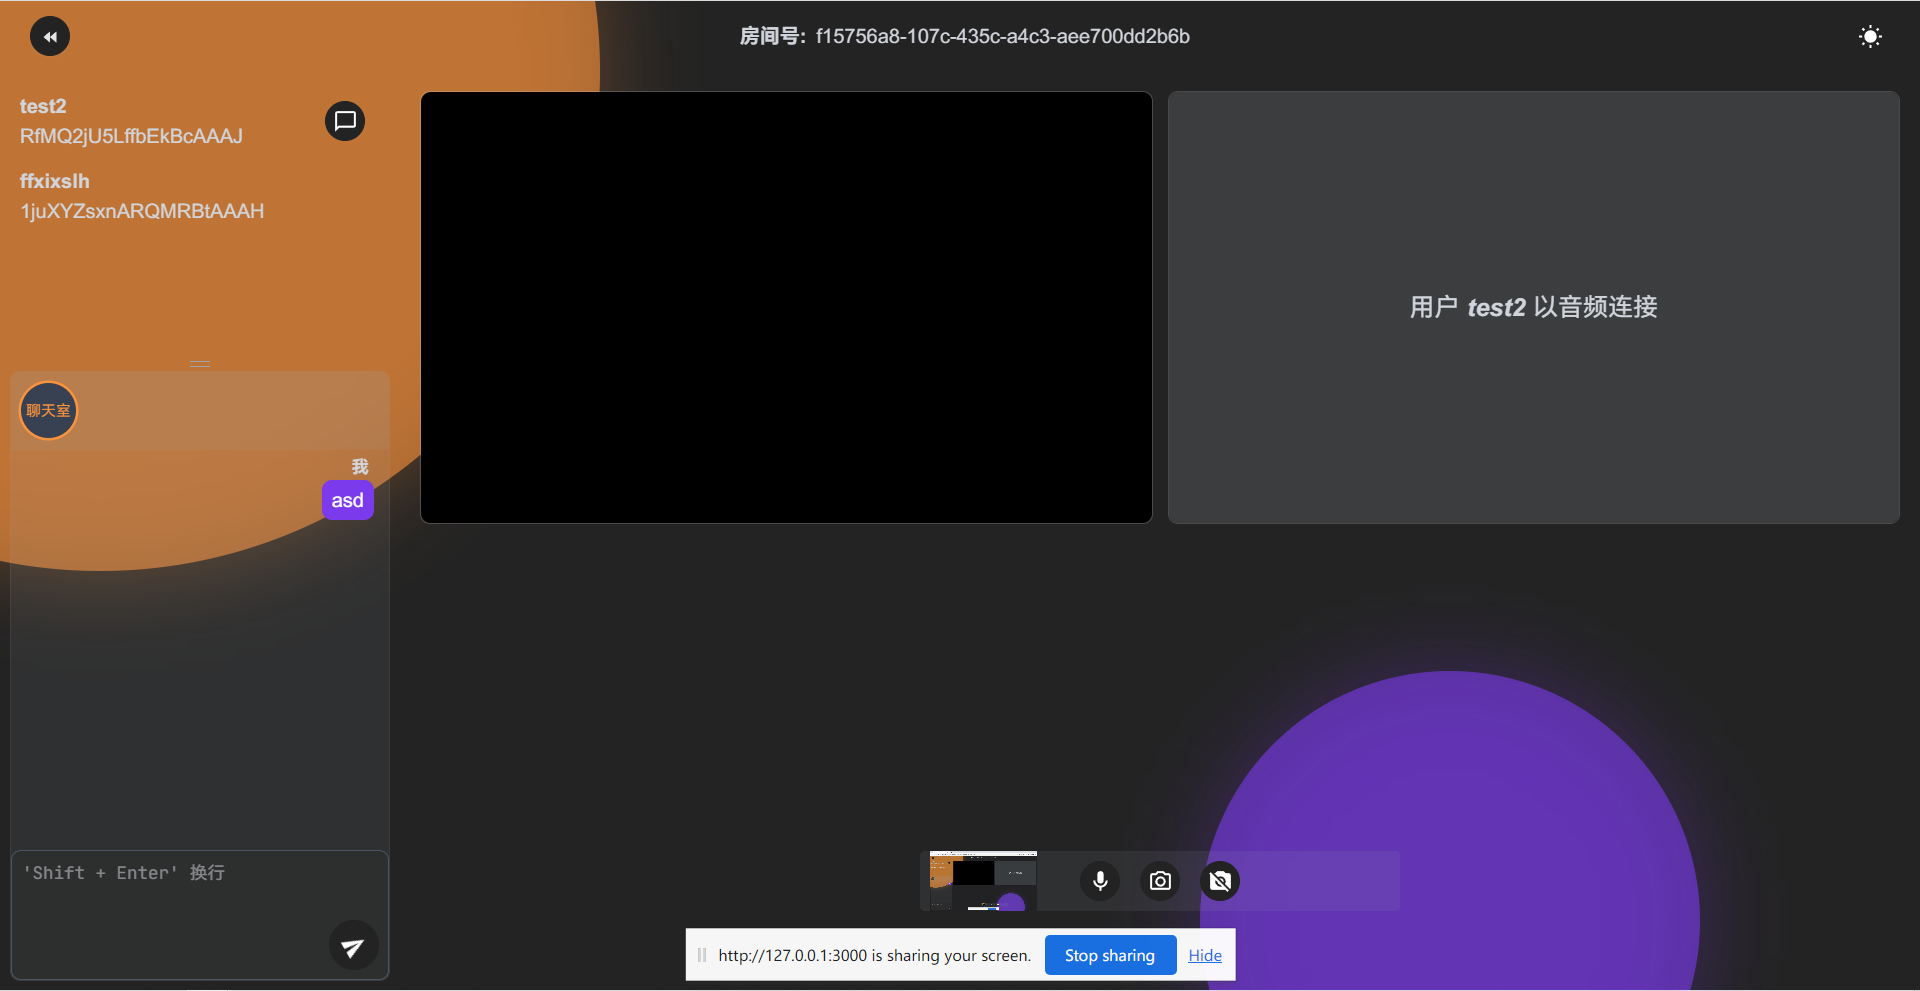 房间号: f15756a8-107c-435c-a4c3-aee700dd2b6b
test2
RfMQ2jU5LffbEkBcAAAJ
ffxixslh
1juXYZsxnARQMRBtAAAH
用户 test2 以音频连接
聊天室
我
asd
'Shift + Enter' 换行
http://127.0.0.1:3000 is sharing your screen.
Stop sharing
Hide